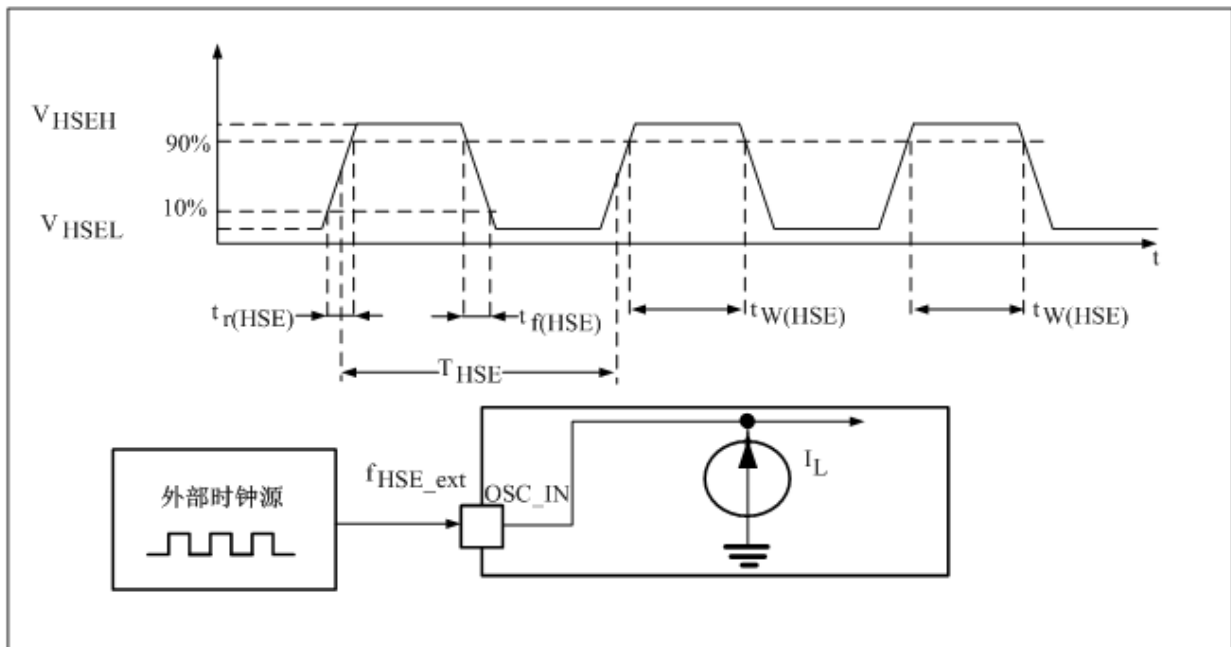 V HSEH
90%
10%
V HSEL
t
t r(HSE)
t f(HSE)
t W(HSE)
t W(HSE)
T HSE
外部时钟源
f HSE_ext
OSC_IN
I L